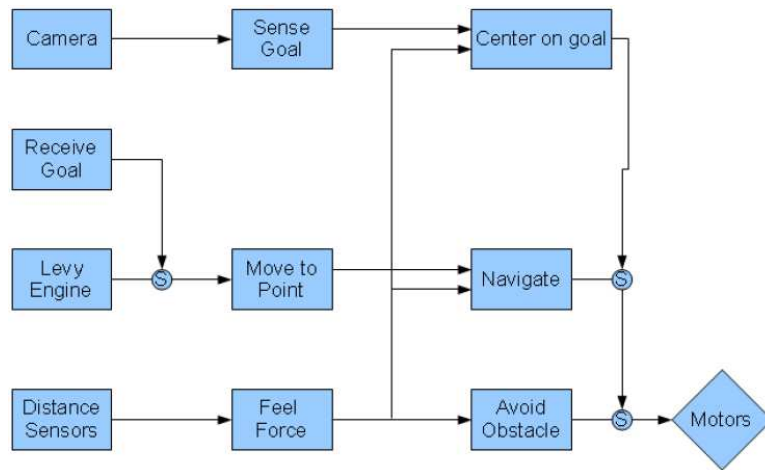 Camera
Sense
Goal
Center on goal
Receive
Goal
S
Levy
Engine
Move to
Point
Navigate
S
Distance
Sensors
Feel
Force
Avoid
Obstacle
S
Motors